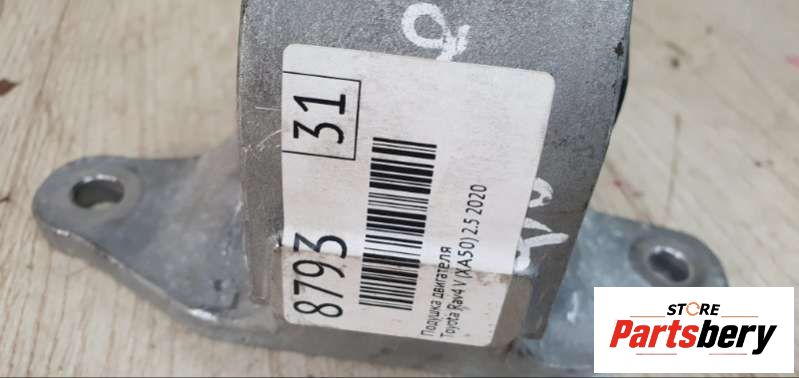 31
8793
Подушка двигателя
Toyota Rav4 V (XA50) 2.5 2020
STORE
Partsbery